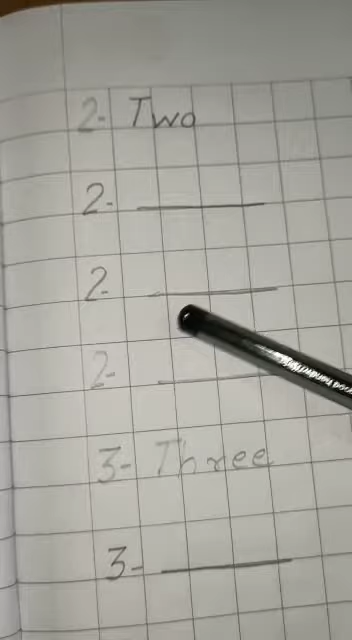 2- Two
2- ______
2- ______
2- ______
3- Three
3- ______